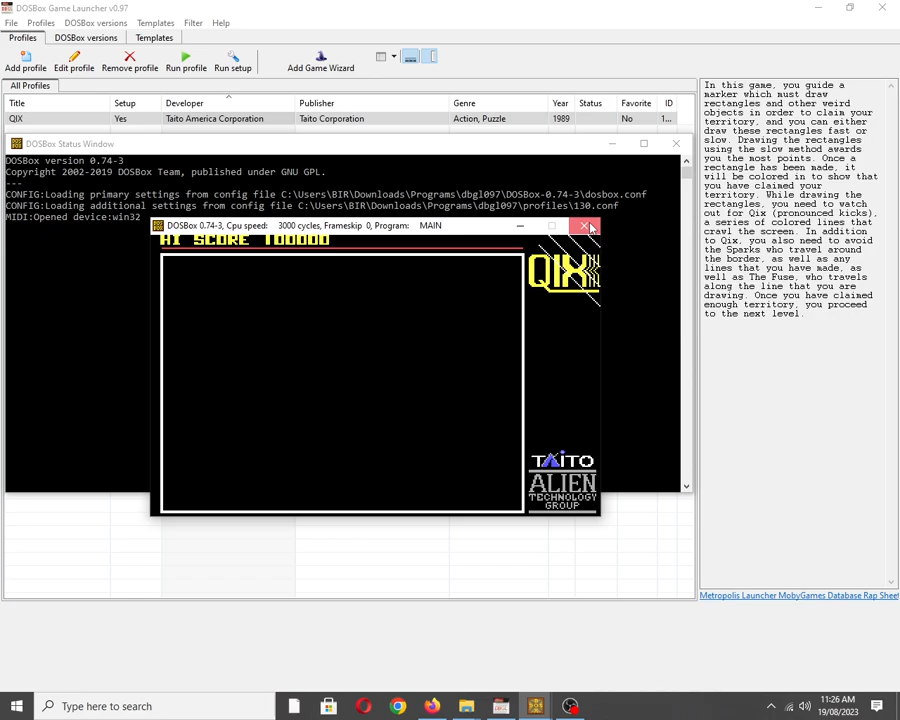 DOSBox Game Launcher v0.97
File Profiles DOSBox versions Templates Filter Help
Profiles DOSBox versions Templates
Add profile Edit profile Remove profile Run profile Run setup Add Game Wizard
All Profiles
Title Setup Developer Publisher Genre Year Status Favorite ID
QIX Yes Taito America Corporation Taito Corporation Action, Puzzle 1989 No 1...
DOSBox Status Window
DOSBox version 0.74-3
Copyright 2002-2019 DOSBox Team, published under GNU GPL.
---
CONFIG:Loading primary settings from config file C:\Users\BIR\Downloads\Programs\dbgl097\DOSBox-0.74-3\dosbox.conf
CONFIG:Loading additional settings from config file C:\Users\BIR\Downloads\Programs\dbgl097\profiles\130.conf
MIDI:Opened device:win32
DOSBox 0.74-3, Cpu speed: 3000 cycles, Frameskip 0, Program: MAIN
HI SCORE 100000
QIX
TAITO
ALIEN
TECHNOLOGY
GROUP
In this game, you guide a
marker which must draw
rectangles and other weird
objects in order to claim your
territory, and you can either
draw these rectangles fast or
slow. Drawing the rectangles
using the slow method awards
you the most points. Once a
rectangle has been made, it
will be colored in to show that
you have claimed your
territory. While drawing the
rectangles, you need to watch
out for Qix (pronounced kicks),
a series of colored lines that
crawl the screen. In addition
to Qix, you also need to avoid
the Sparks who travel around
the border, as well as any
lines that you have made, as
well as The Fuse, who travels
along the line that you are
drawing. Once you have claimed
enough territory, you proceed
to the next level.
Metropolis Launcher MobyGames Database Rap Sheet
Type here to search
11:26 AM
19/08/2023